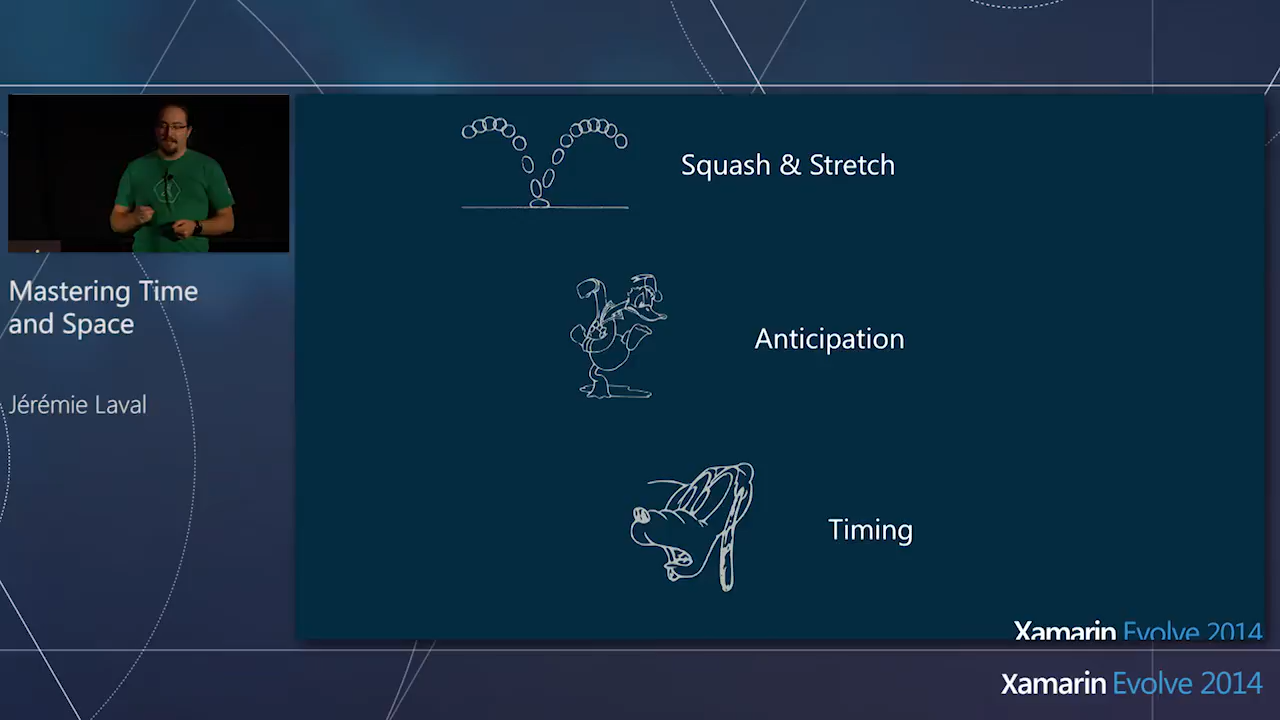 Squash & Stretch
Mastering Time
and Space
Anticipation
Jérémie Laval
Timing
Xamarin Evolve 2014
Xamarin Evolve 2014